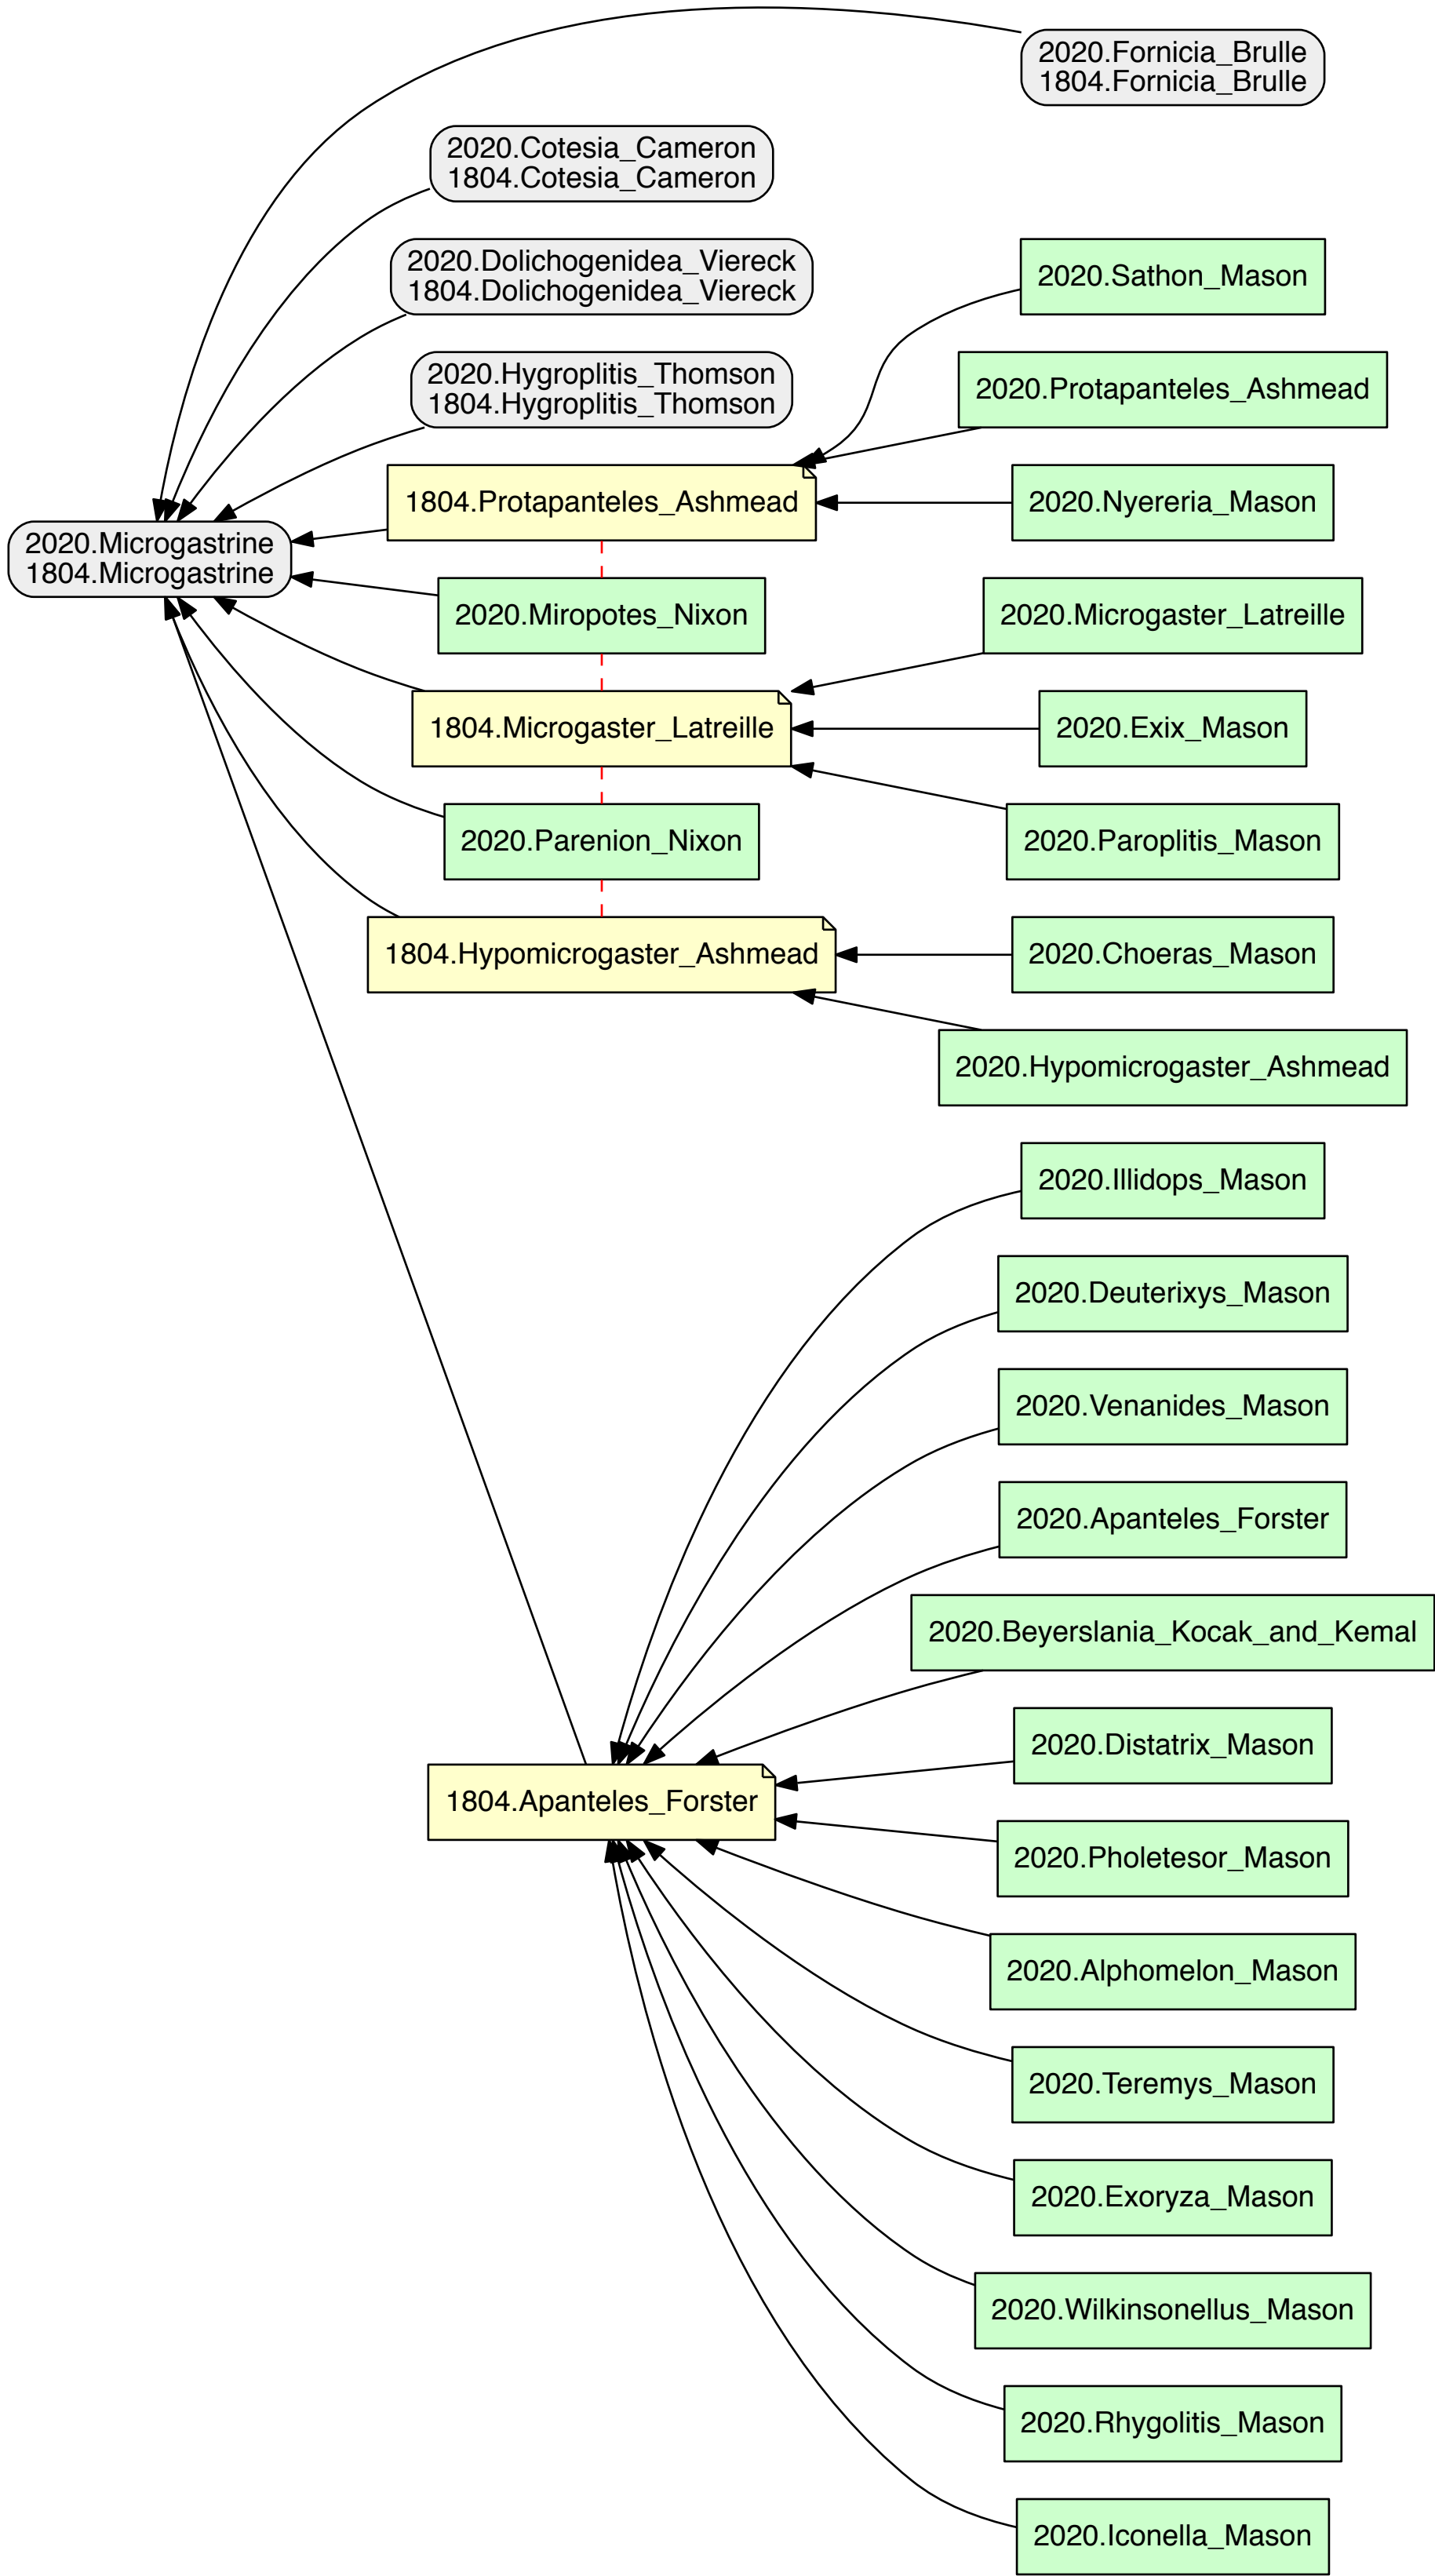 2020.Fornicia_Brulle
1804.Fornicia_Brulle
2020.Cotesia_Cameron
1804.Cotesia_Cameron
2020.Dolichogenidea_Viereck
1804.Dolichogenidea_Viereck
2020.Sathon_Mason
2020.Hygroplitis_Thomson
1804.Hygroplitis_Thomson
2020.Protapanteles_Ashmead
1804.Protapanteles_Ashmead
2020.Nyereria_Mason
2020.Microgastrine
1804.Microgastrine
2020.Miropotes_Nixon
2020.Microgaster_Latreille
1804.Microgaster_Latreille
2020.Exix_Mason
2020.Parenion_Nixon
2020.Paroplitis_Mason
1804.Hypomicrogaster_Ashmead
2020.Choeras_Mason
2020.Hypomicrogaster_Ashmead
2020.Illidops_Mason
2020.Deuterixys_Mason
2020.Venanides_Mason
2020.Apanteles_Forster
2020.Beyerslania_Kocak_and_Kemal
2020.Distatrix_Mason
1804.Apanteles_Forster
2020.Pholetesor_Mason
2020.Alphomelon_Mason
2020.Teremys_Mason
2020.Exoryza_Mason
2020.Wilkinsonellus_Mason
2020.Rhygolitis_Mason
2020.Iconella_Mason